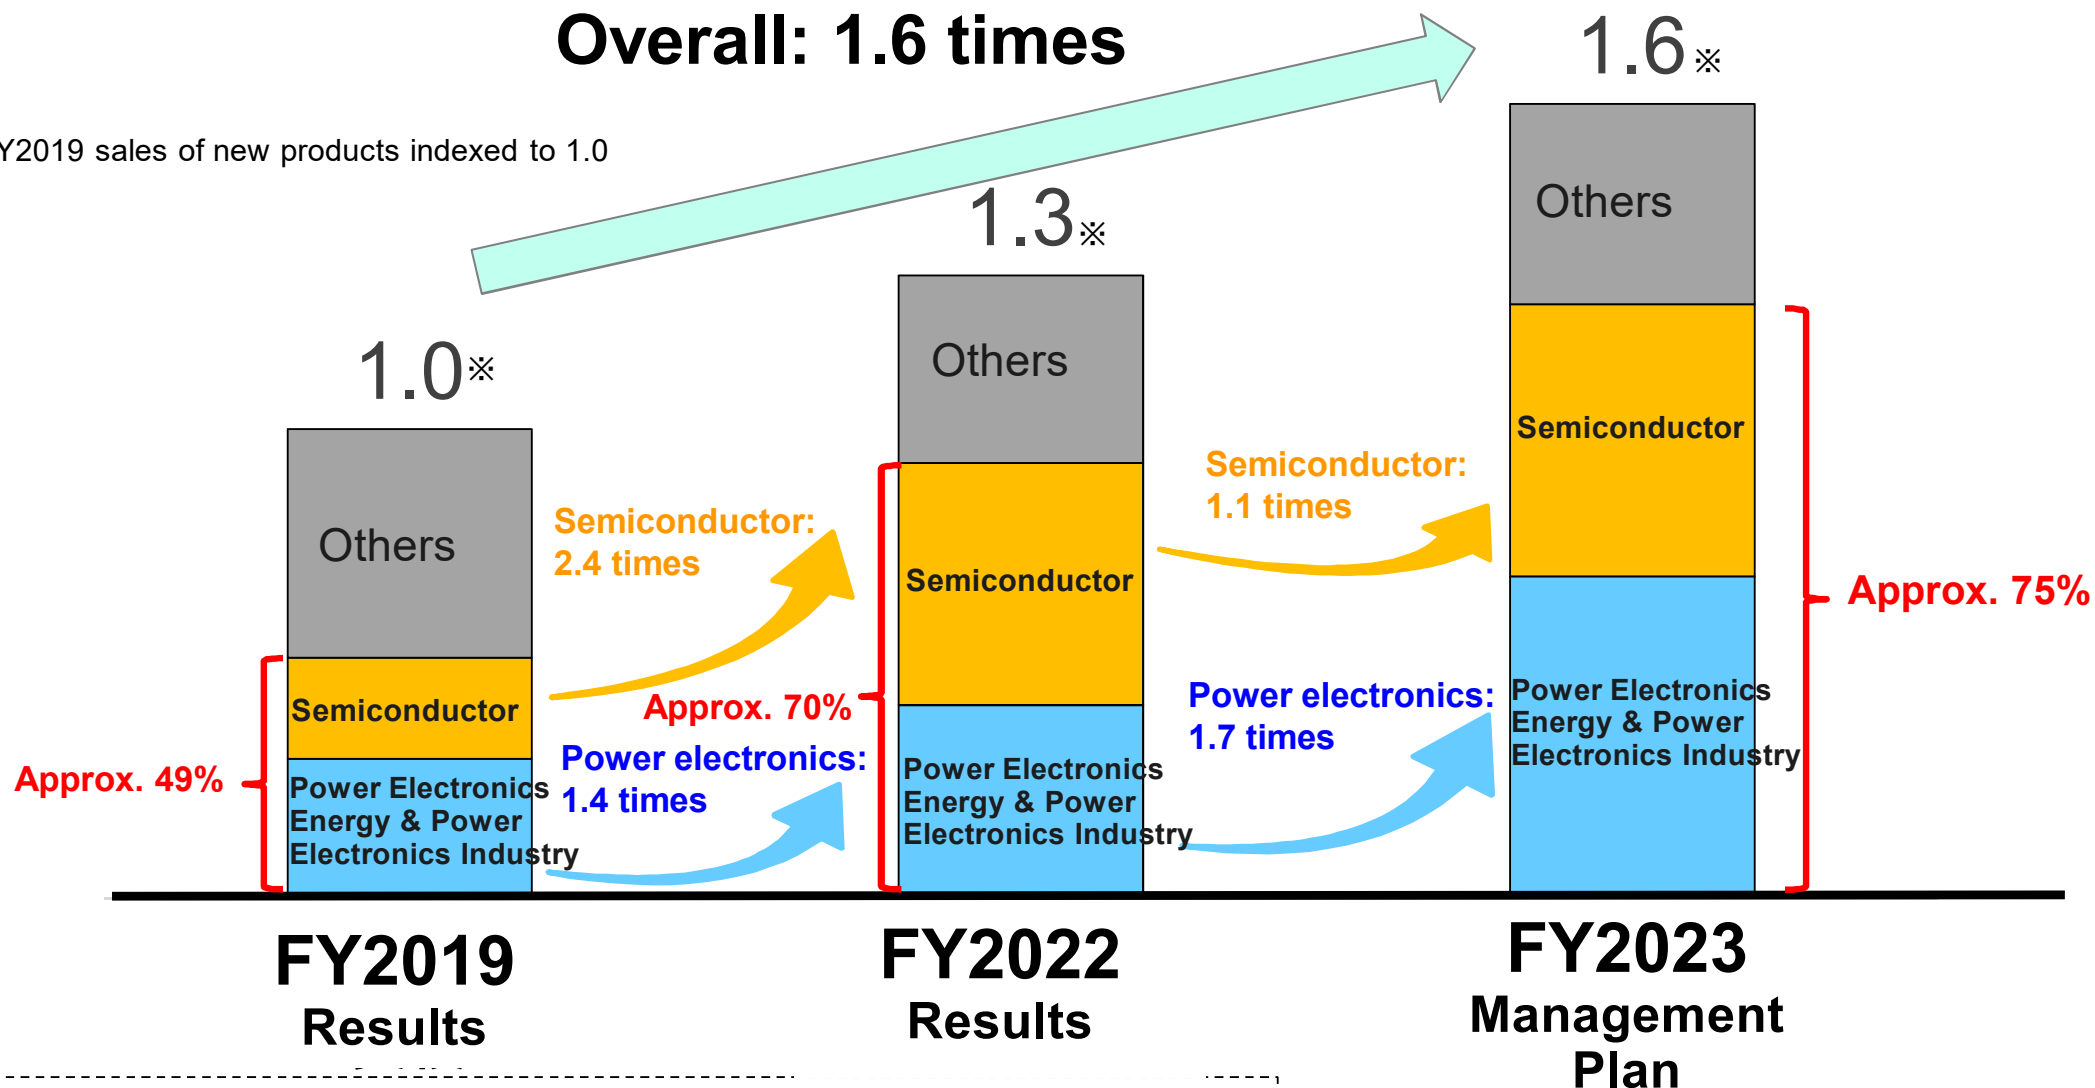 Overall: 1.6 times
Y2019 sales of new products indexed to 1.0
1.0※
1.3※
1.6※
Others
Semiconductor
Power Electronics
Energy & Power
Electronics Industry
Approx. 49%
Semiconductor:
2.4 times
Power electronics:
1.4 times
Others
Semiconductor
Power Electronics
Energy & Power
Electronics Industry
Approx. 70%
Semiconductor:
1.1 times
Power electronics:
1.7 times
Others
Semiconductor
Power Electronics
Energy & Power
Electronics Industry
Approx. 75%
FY2019
Results
FY2022
Results
FY2023
Management
Plan